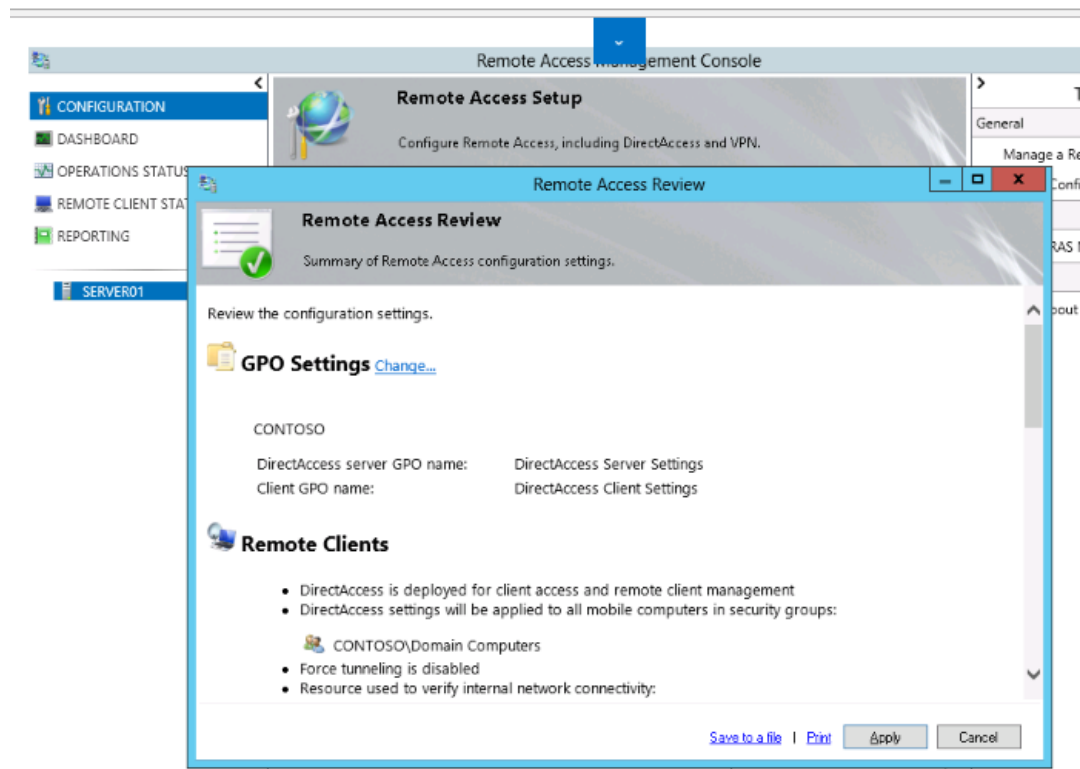 Remote Access Management Console
CONFIGURATION
DASHBOARD
OPERATIONS STATUS
REMOTE CLIENT STA
REPORTING
SERVER01
Remote Access Setup
Configure Remote Access, including DirectAccess and VPN.
General
Manage a Re
Confi
RAS
bout
Remote Access Review
Remote Access Review
Summary of Remote Access configuration settings.
Review the configuration settings.
GPO Settings Change...
CONTOSO
DirectAccess server GPO name: DirectAccess Server Settings
Client GPO name: DirectAccess Client Settings
Remote Clients
• DirectAccess is deployed for client access and remote client management
• DirectAccess settings will be applied to all mobile computers in security groups:
CONTOSO\Domain Computers
• Force tunneling is disabled
• Resource used to verify internal network connectivity:
Save to a file | Print Apply Cancel